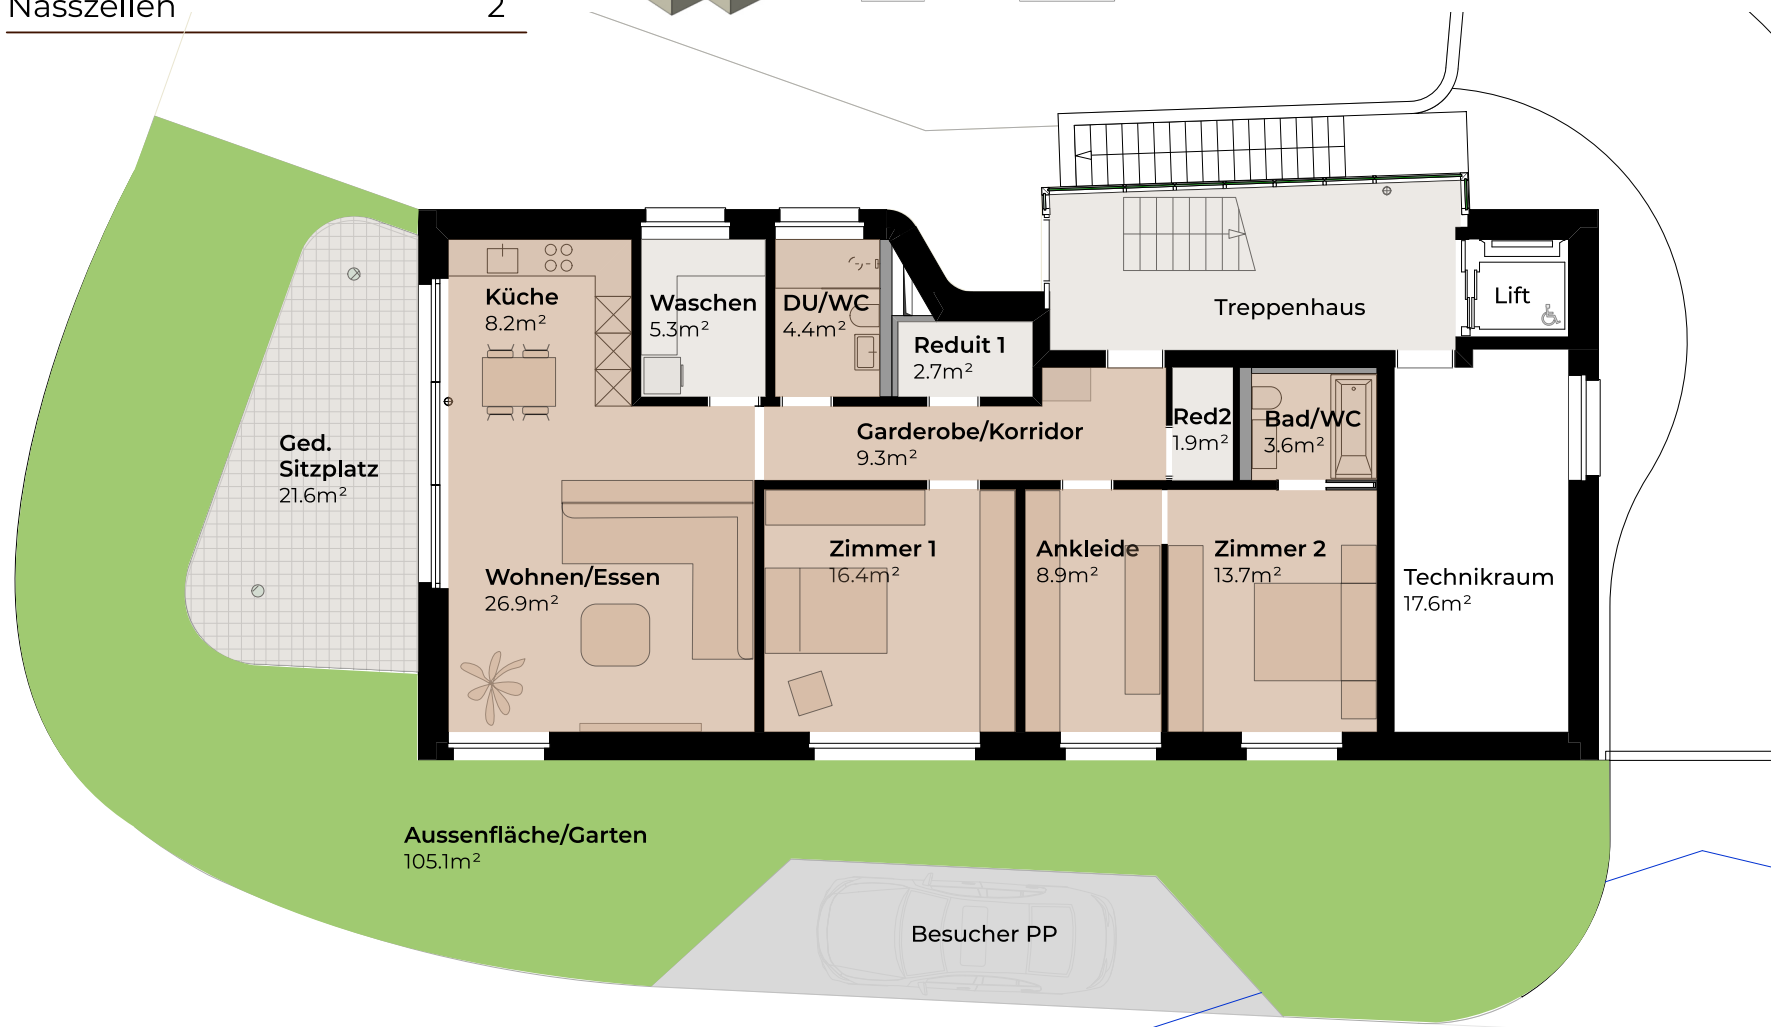 Nasszellen 2
Küche
8.2m²
Waschen
5.3m²
DU/WC
4.4m²
Reduit 1
2.7m²
Treppenhaus
Lift
Ged.
Sitzplatz
21.6m²
Garderobe/Korridor
9.3m²
Red2
1.9m²
Bad/WC
3.6m²
Wohnen/Essen
26.9m²
Zimmer 1
16.4m²
Ankleide
8.9m²
Zimmer 2
13.7m²
Technikraum
17.6m²
Aussenfläche/Garten
105.1m²
Besucher PP